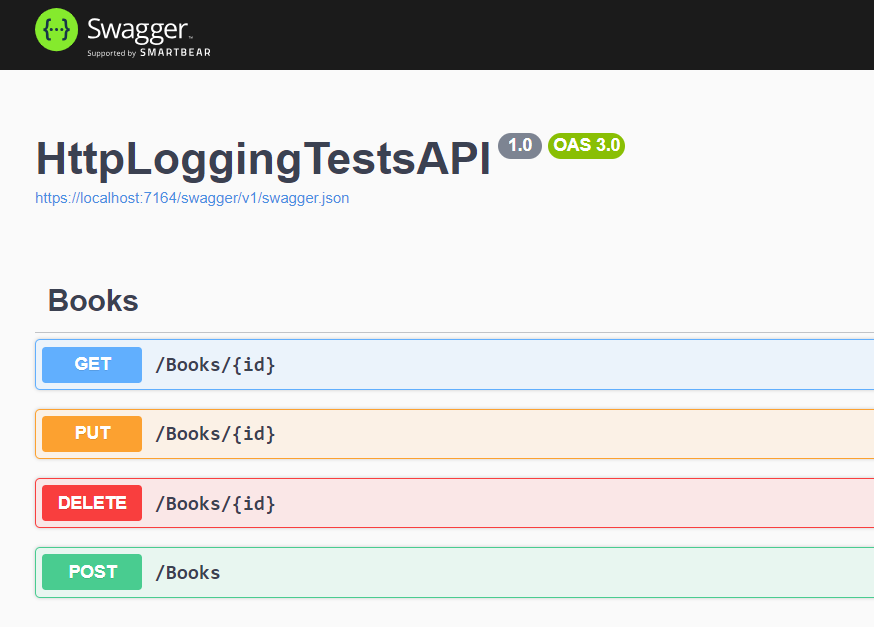 {···} Swagger™
Supported by SMARTBEAR
HttpLoggingTestsAPI 1.0 OAS 3.0
https://localhost:7164/swagger/v1/swagger.json
Books
GET /Books/{id}
PUT /Books/{id}
DELETE /Books/{id}
POST /Books